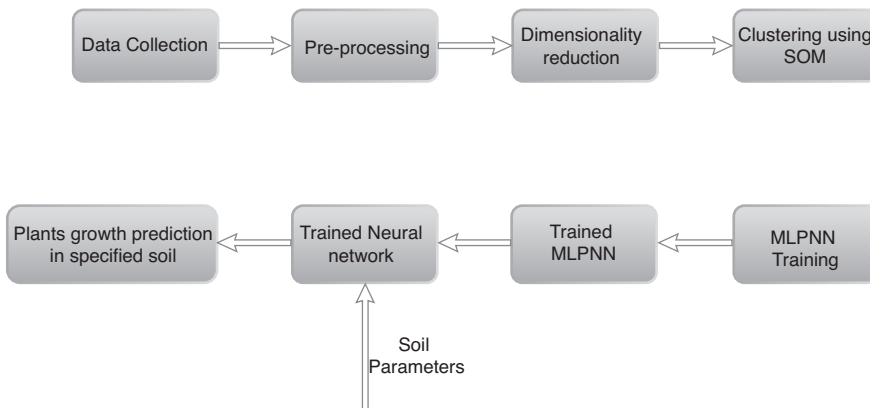 Data Collection
Pre-processing
Dimensionality
reduction
Clustering using
SOM
Plants growth prediction
in specified soil
Trained Neural
network
Trained
MLPNN
MLPNN
Training
Soil
Parameters